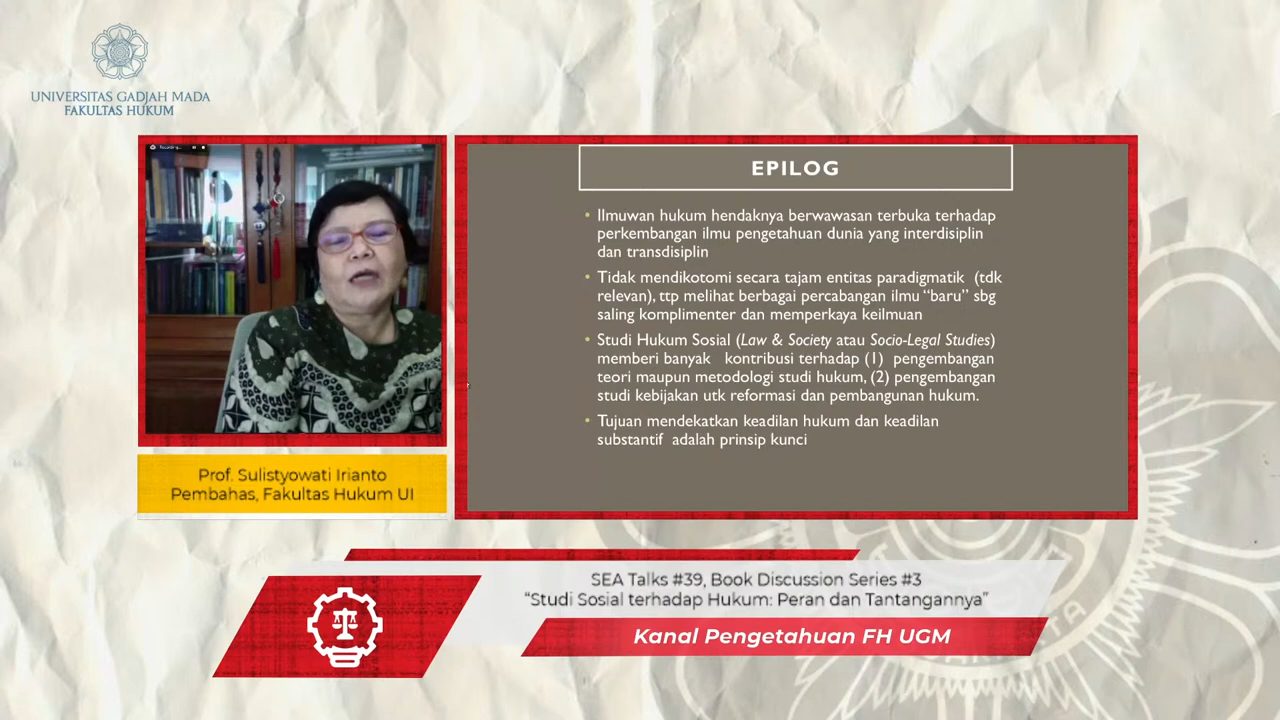 UNIVERSITAS GADJAH MADA
FAKULTAS HUKUM
Recording...
EPILOG
• Ilmuwan hukum hendaknya berwawasan terbuka terhadap
perkembangan ilmu pengetahuan dunia yang interdisiplin
dan transdisiplin
• Tidak mendikotomi secara tajam entitas paradigmatik (tdk
relevan), ttp melihat berbagai percabangan ilmu “baru” sbg
saling komplimenter dan memperkaya keilmuan
• Studi Hukum Sosial (Law & Society atau Socio-Legal Studies)
memberi banyak kontribusi terhadap (1) pengembangan
teori maupun metodologi studi hukum, (2) pengembangan
studi kebijakan utk reformasi dan pembangunan hukum.
• Tujuan mendekatkan keadilan hukum dan keadilan
substantif adalah prinsip kunci
Prof. Sulistyowati Irianto
Pembahas, Fakultas Hukum UI
SEA Talks #39, Book Discussion Series #3
“Studi Sosial terhadap Hukum: Peran dan Tantangannya”
Kanal Pengetahuan FH UGM